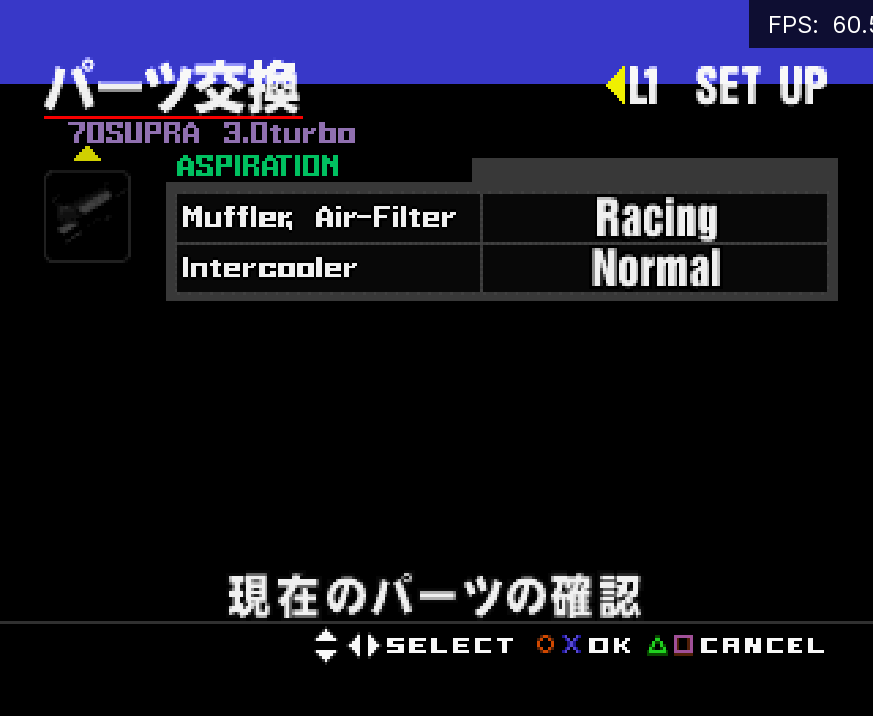 FPS: 60.5
パーツ交換
L1 SET UP
70SUPRA 3.0turbo
ASPIRATION
Muffler, Air-Filter Racing
Intercooler Normal
現在のパーツの確認
SELECT OK CANCEL